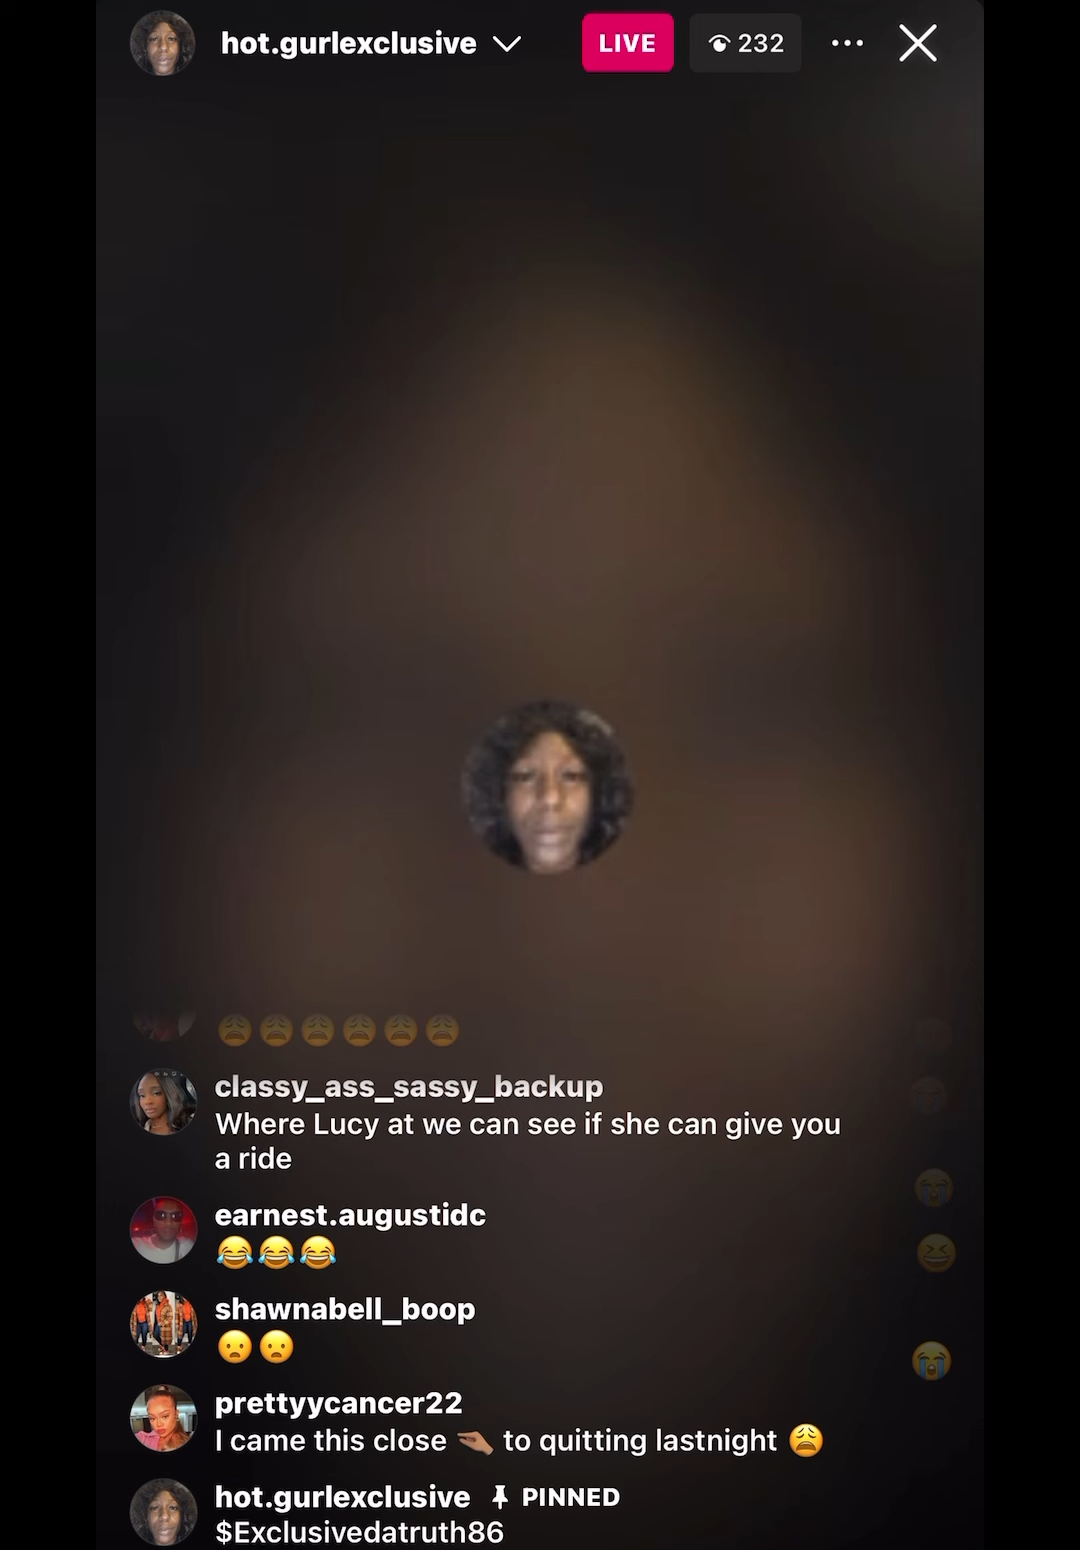 hot.gurlexclusive
LIVE
232
😩😩😩😩😩😩
classy_ass_sassy_backup
Where Lucy at we can see if she can give you
a ride
earnest.augustidc
😂😂😂
shawnabell_boop
😦😦
prettyycancer22
I came this close 🤏🏽 to quitting lastnight 😩
hot.gurlexclusive PINNED
$Exclusivedatruth86